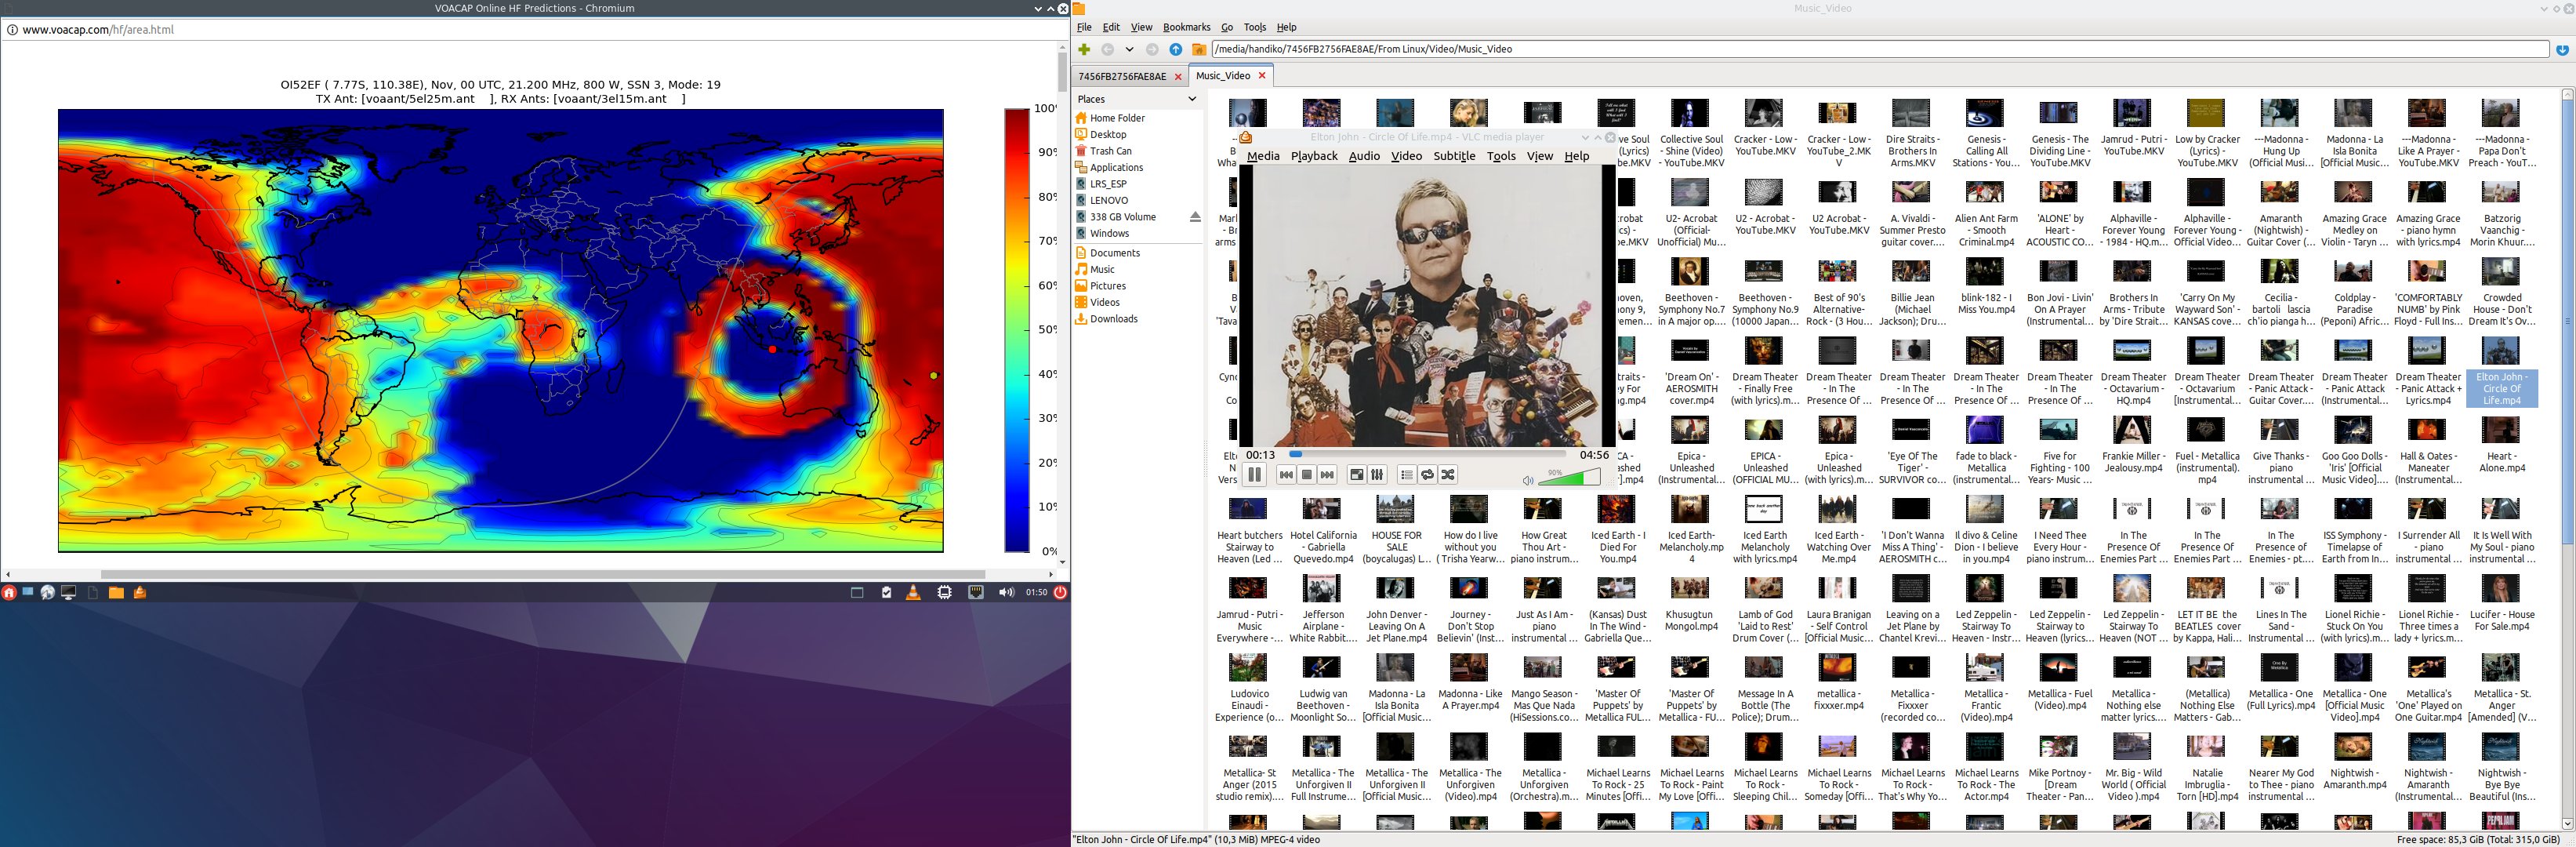 VOACAP Online HF Predictions - Chromium
www.voacap.com/hf/area.html
OI52EF ( 7.77S, 110.38E), Nov, 00 UTC, 21.200 MHz, 800 W, SSN 3, Mode: 19
TX Ant: [voaant/5el25m.ant ], RX Ants: [voaant/3el15m.ant ]
100%
90%
80%
70%
60%
50%
40%
30%
20%
10%
0%
01:50
Music_Video
File Edit View Bookmarks Go Tools Help
/media/handiko/7456FB2756FAE8AE/From Linux/Video/Music_Video
7456FB2756FAE8AE
Music_Video
Places
Home Folder
Desktop
Trash Can
Applications
LRS_ESP
LENOVO
338 GB Volume
Windows
Documents
Music
Pictures
Videos
Downloads
Elton John - Circle Of Life.mp4 - VLC media player
Media Playback Audio Video Subtitle Tools View Help
00:13
04:56
90%
Collective Soul - Shine (Video) - YouTube.MKV
Cracker - Low - YouTube.MKV
Cracker - Low - YouTube_2.MKV
Dire Straits - Brothers In Arms.MKV
Genesis - Calling All Stations - You...
Genesis - The Dividing Line - YouTube.MKV
Jamrud - Putri - YouTube.MKV
Low by Cracker (Lyric) - YouTube.MKV
---Madonna - Hung Up (Official Musi...
Madonna - La Isla Bonita [Official Music...
---Madonna - Like A Prayer - YouTube.MKV
---Madonna - Papa Don't Preach - YouT...
U2- Acrobat (Official-Unofficial) Mu...
U2 - Acrobat - YouTube.MKV
U2 Acrobat - YouTube.MKV
A. Vivaldi - Summer Presto guitar cover....
Alien Ant Farm - Smooth Criminal.mp4
'ALONE' by Heart - ACOUSTIC CO...
Alphaville - Forever Young - 1984 - HQ.m...
Alphaville - Forever Young - Official Video...
Amaranth (Nightwish) - Guitar Cover (...
Amazing Grace Medley on Violin - Taryn ...
Amazing Grace - piano hymn with lyrics.mp4
Batzorig Vaanchig - Morin Khuur....
Beethoven - Symphony No.7 in A major op....
Beethoven - Symphony No.9 (10000 Japan...
Best of 90's Alternative-Rock - (3 Hou...
Billie Jean (Michael Jackson); Dru...
blink-182 - I Miss You.mp4
Bon Jovi - Livin' On A Prayer (Instrumental...
Brothers In Arms - Tribute by 'Dire Strait...
'Carry On My Wayward Son' - KANSAS cove...
Cecilia - bartoli lascia ch'io pianga h...
Coldplay - Paradise (Peponi) Afric...
'COMFORTABLY NUMB' by Pink Floyd - Full Ins...
Crowded House - Don't Dream It's Ov...
'Dream On' - AEROSMITH cover.mp4
Dream Theater - Finally Free (with lyrics).m...
Dream Theater - In The Presence Of ...
Dream Theater - In The Presence Of ...
Dream Theater - In The Presence Of ...
Dream Theater - In The Presence Of ...
Dream Theater - Octavarium - HQ.mp4
Dream Theater - Octavarium [Instrumental...
Dream Theater - Panic Attack - Guitar Cover....
Dream Theater - Panic Attack (Instrumental...
Dream Theater - Panic Attack + Lyrics.mp4
Elton John - Circle Of Life.mp4
Epica - Unleashed (Instrumental...
EPICA - Unleashed (OFFICIAL MU...
Epica - Unleashed (with lyrics).m...
'Eye Of The Tiger' - SURVIVOR co...
fade to black - Metallica (instrumental...
Five for Fighting - 100 Years- Music ...
Frankie Miller - Jealousy.mp4
Fuel - Metallica (instrumental).mp4
Give Thanks - piano instrumental ...
Goo Goo Dolls - 'Iris' [Official Music Video]....
Hall & Oates - Maneater (Instrumental...
Heart - Alone.mp4
Heart butchers Stairway to Heaven (Led ...
Hotel California - Gabriella Quevedo.mp4
HOUSE FOR SALE (boycalugas) L...
How do I live without you ( Trisha Yearw...
How Great Thou Art - piano instrum...
Iced Earth - I Died For You.mp4
Iced Earth- Melancholy.mp4
Iced Earth Melancholy with lyrics.mp4
Iced Earth - Watching Over Me.mp4
'I Don't Wanna Miss A Thing' - AEROSMITH c...
Il divo & Celine Dion - I believe in you.mp4
I Need Thee Every Hour - piano instrum...
In The Presence Of Enemies Part ...
In The Presence Of Enemies Part ...
In The Presence of Enemies - pt....
ISS Symphony - Timelapse of Earth from In...
I Surrender All - piano instrumental ...
It Is Well With My Soul - piano instrumental ...
Jamrud - Putri - Music Everywhere -...
Jefferson Airplane - White Rabbit....
John Denver - Leaving On A Jet Plane.mp4
Journey - Don't Stop Believin' (Inst...
Just As I Am - piano instrumental ...
(Kansas) Dust In The Wind - Gabriella Que...
Khusugtun Mongol.mp4
Lamb of God 'Laid to Rest' Drum Cover (...
Laura Branigan - Self Control [Official Music...
Leaving on a Jet Plane by Chantel Krevi...
Led Zeppelin - Stairway To Heaven - Instr...
Led Zeppelin - Stairway to Heaven (lyrics...
Led Zeppelin - Stairway To Heaven (NOT ...
LET IT BE the BEATLES cover by Kappa, Hali...
Lines In The Sand - Instrumental ...
Lionel Richie - Stuck On You (with lyrics).m...
Lionel Richie - Three times a lady + lyrics.m...
Lucifer - House For Sale.mp4
Ludovico Einaudi - Experience (o...
Ludwig van Beethoven - Moonlight So...
Madonna - La Isla Bonita [Official Music...
Madonna - Like A Prayer.mp4
Mango Season - Mas Que Nada (HiSessions.co...
'Master Of Puppets' by Metallica FUL...
'Master Of Puppets' by Metallica - FU...
Message In A Bottle (The Police); Drum...
metallica - fixxxer.mp4
Metallica - Fixxxer (recorded co...
Metallica - Frantic (Video).mp4
Metallica - Fuel (Video).mp4
Metallica - Nothing else matter lyrics....
(Metallica) Nothing Else Matters - Gab...
Metallica - One (Full Lyrics).mp4
Metallica - One [Official Music Video].mp4
Metallica's 'One' Played on One Guitar.mp4
Metallica - St. Anger [Amended] (V...
Metallica- St Anger (2015 studio remix)....
Metallica - The Unforgiven II Full Instrume...
Metallica - The Unforgiven II [Official Music...
Metallica - The Unforgiven (Video).mp4
Metallica - Unforgiven (Orchestra).m...
Michael Learns To Rock - 25 Minutes [Offi...
Michael Learns To Rock - Paint My Love [Offi...
Michael Learns To Rock - Sleeping Chil...
Michael Learns To Rock - Someday [Offi...
Michael Learns To Rock - That's Why Yo...
Michael Learns To Rock - The Actor.mp4
Mike Portnoy - [Dream Theater - Pan...
Mr. Big - Wild World ( Official Video ).mp4
Natalie Imbruglia - Torn [HD].mp4
Nearer My God to Thee - piano instrumental ...
Nightwish - Amaranth.mp4
Nightwish - Amaranth (Instrumental...
Nightwish - Bye Bye Beautiful (Ins...
"Elton John - Circle Of Life.mp4" (10,3 MiB) MPEG-4 video
Free space: 85,3 GiB (Total: 315,0 GiB)